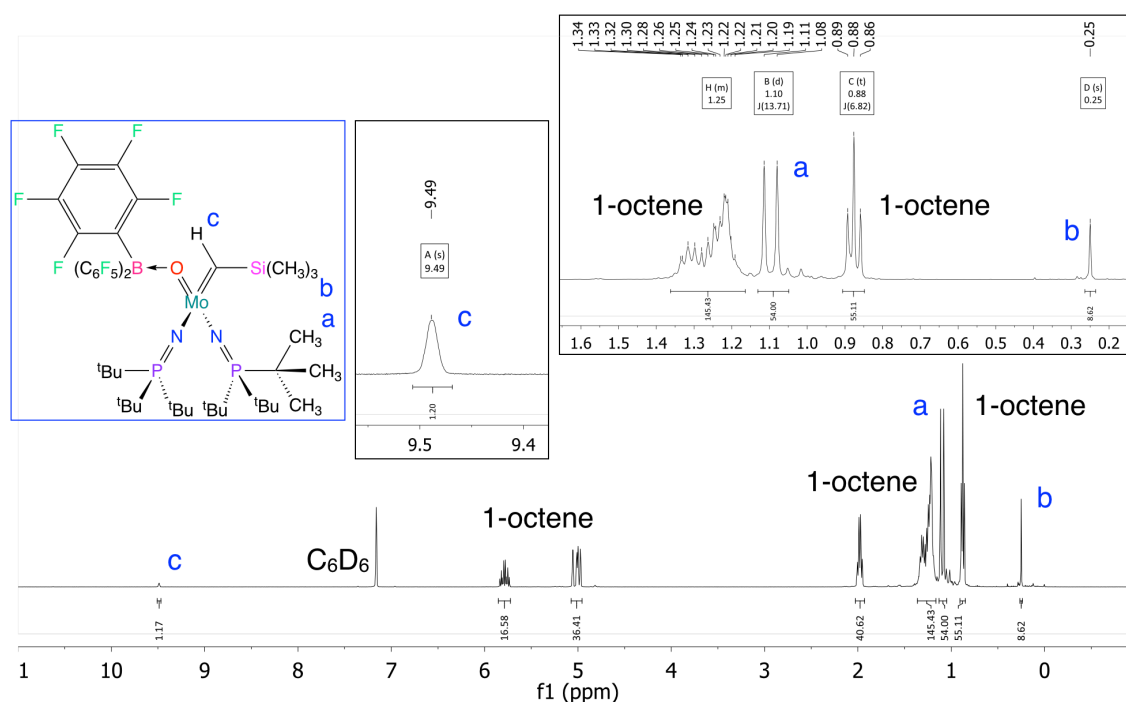 1.34
1.33
1.32
1.30
1.28
1.26
1.25
1.24
1.23
1.22
1.22
1.21
1.20
1.19
1.11
1.08
0.89
0.88
0.86
0.25
H (m)
1.25
B (d)
1.10
J(13.71)
C (t)
0.88
J(6.82)
D (s)
0.25
1-octene
a
1-octene
b
145.43
54.00
55.11
8.62
1.6 1.5 1.4 1.3 1.2 1.1 1.0 0.9 0.8 0.7 0.6 0.5 0.4 0.3 0.2
F F
F F
F
c
H
(C6F5)2B O
Si(CH3)3
Mo
b
a
N N
CH3
tBu P P CH3
tBu tBu tBu tBu CH3
9.49
A (s)
9.49
c
1.20
9.5 9.4
a 1-octene
1-octene
1-octene
b
c
C6D6
1.17
16.58
36.41
40.62
145.43
54.00
55.11
8.62
1 10 9 8 7 6 5 4 3 2 1 0
f1 (ppm)